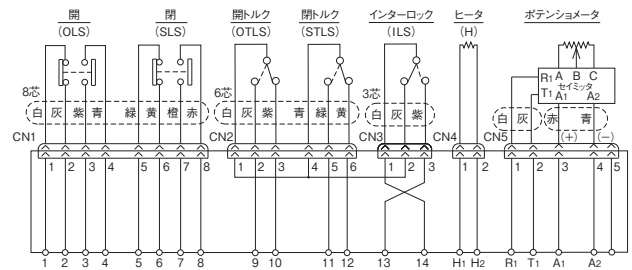 開 閉 開トルク 閉トルク インターロック ヒータ ポテンショメータ
(OLS) (SLS) (OTLS) (STLS) (ILS) (H)
R1 A B C
セイミッタ
T1 A1 A2
8芯 6芯 3芯
白 灰 紫 青 緑 黄 橙 赤 白 灰 紫 青 緑 黄 白 灰 紫 白 灰 赤 青
CN1 CN2 CN3 CN4 CN5 (+) (-)
1 2 3 4 5 6 7 8 1 2 3 4 5 6 1 2 3 1 2 1 2 3 4 5
1 2 3 4 5 6 7 8 9 10 11 12 13 14 H1 H2 R1 T1 A1 A2